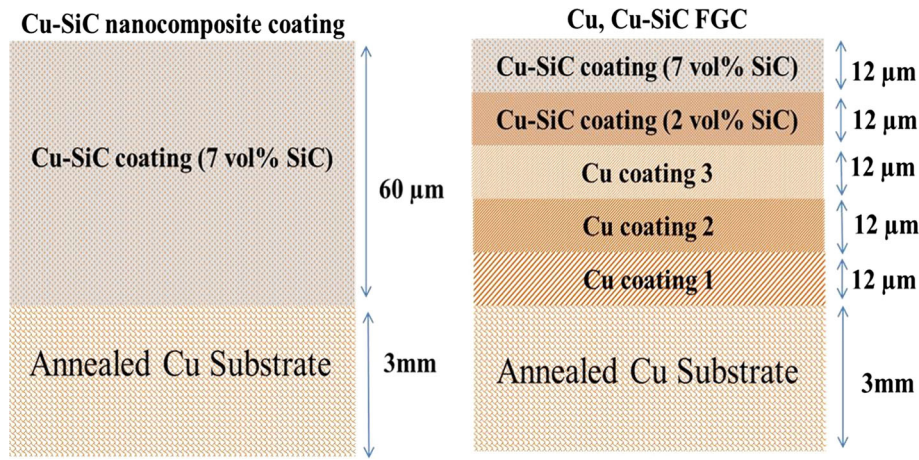 Cu-SiC nanocomposite coating
Cu-SiC coating (7 vol% SiC)
60 µm
Annealed Cu Substrate
3mm
Cu, Cu-SiC FGC
Cu-SiC coating (7 vol% SiC)
12 µm
Cu-SiC coating (2 vol% SiC)
12 µm
Cu coating 3
12 µm
Cu coating 2
12 µm
Cu coating 1
12 µm
Annealed Cu Substrate
3mm